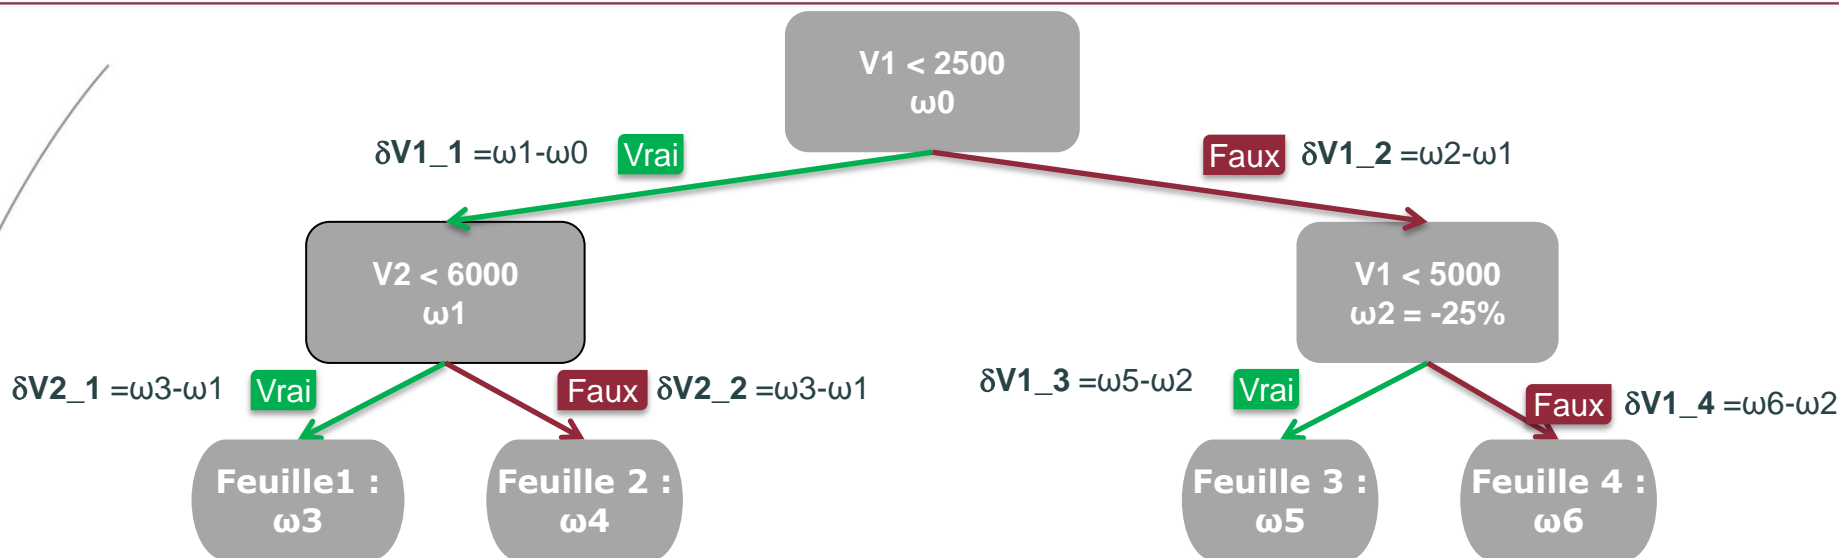 V1 < 2500
ω0
δV1_1 =ω1-ω0
Vrai
Faux
δV1_2 =ω2-ω1
V2 < 6000
ω1
V1 < 5000
ω2 = -25%
δV2_1 =ω3-ω1
Vrai
Faux
δV2_2 =ω3-ω1
δV1_3 =ω5-ω2
Vrai
Faux
δV1_4 =ω6-ω2
Feuille1 :
ω3
Feuille 2 :
ω4
Feuille 3 :
ω5
Feuille 4 :
ω6